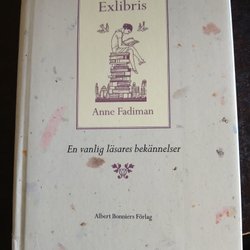 Exlibris
Anne Fadiman
En vanlig läsares bekännelser
Albert Bonniers Förlag